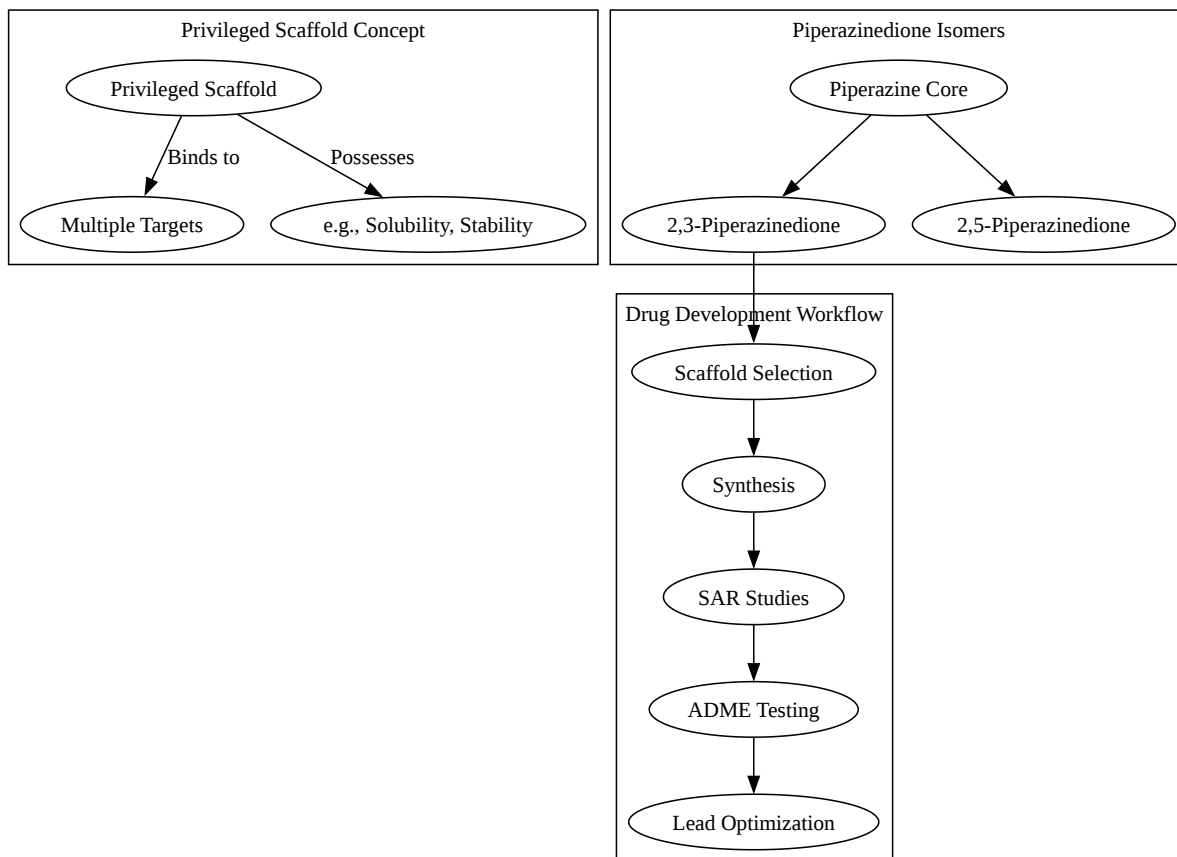 Privileged Scaffold Concept
Privileged Scaffold
Binds to
Possesses
Multiple Targets
e.g., Solubility, Stability
Piperazinedione Isomers
Piperazine Core
2,3-Piperazinedione
2,5-Piperazinedione
Drug Development Workflow
Scaffold Selection
Synthesis
SAR Studies
ADME Testing
Lead Optimization